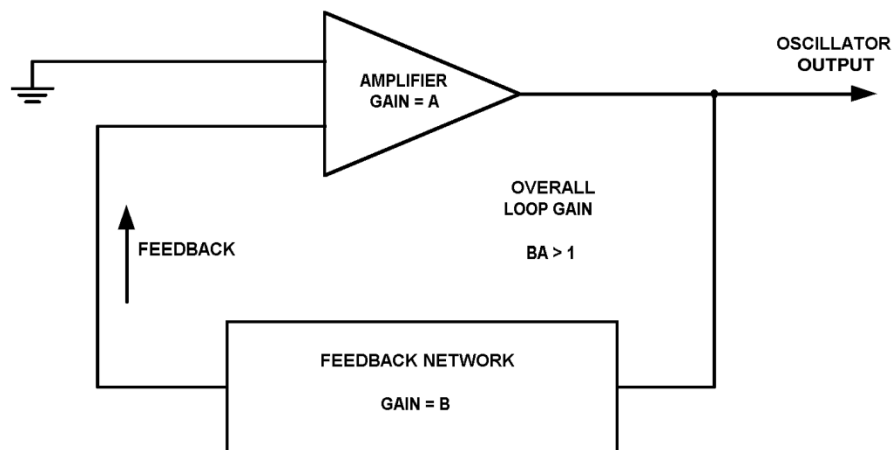 OSCILLATOR
OUTPUT
AMPLIFIER
GAIN = A
OVERALL
LOOP GAIN
BA > 1
FEEDBACK
FEEDBACK NETWORK
GAIN = B